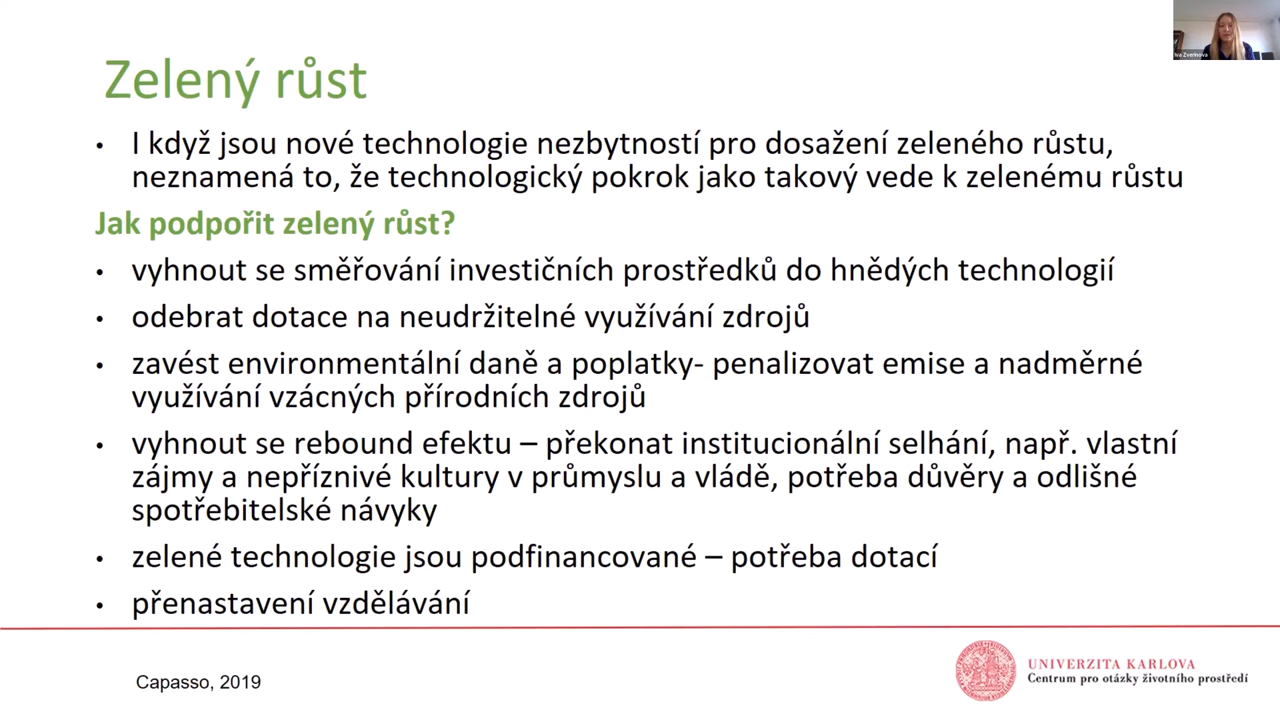 Zelený růst
• I když jsou nové technologie nezbytností pro dosažení zeleného růstu,
neznamená to, že technologický pokrok jako takový vede k zelenému růstu
Jak podpořit zelený růst?
• vyhnout se směřování investičních prostředků do hnědých technologií
• odebrat dotace na neudržitelné využívání zdrojů
• zavést environmentální daně a poplatky- penalizovat emise a nadměrné
využívání vzácných přírodních zdrojů
• vyhnout se rebound efektu – překonat institucionální selhání, např. vlastní
zájmy a nepříznivé kultury v průmyslu a vládě, potřeba důvěry a odlišné
spotřebitelské návyky
• zelené technologie jsou podfinancované – potřeba dotací
• přenastavení vzdělávání
Capasso, 2019
UNIVERZITA KARLOVA
Centrum pro otázky životního prostředí